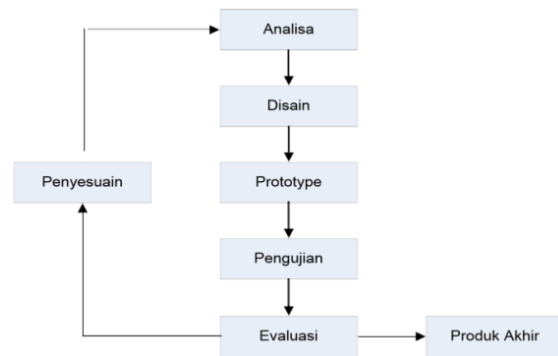 Analisa
Disain
Prototype
Penyesuain
Pengujian
Evaluasi
Produk Akhir